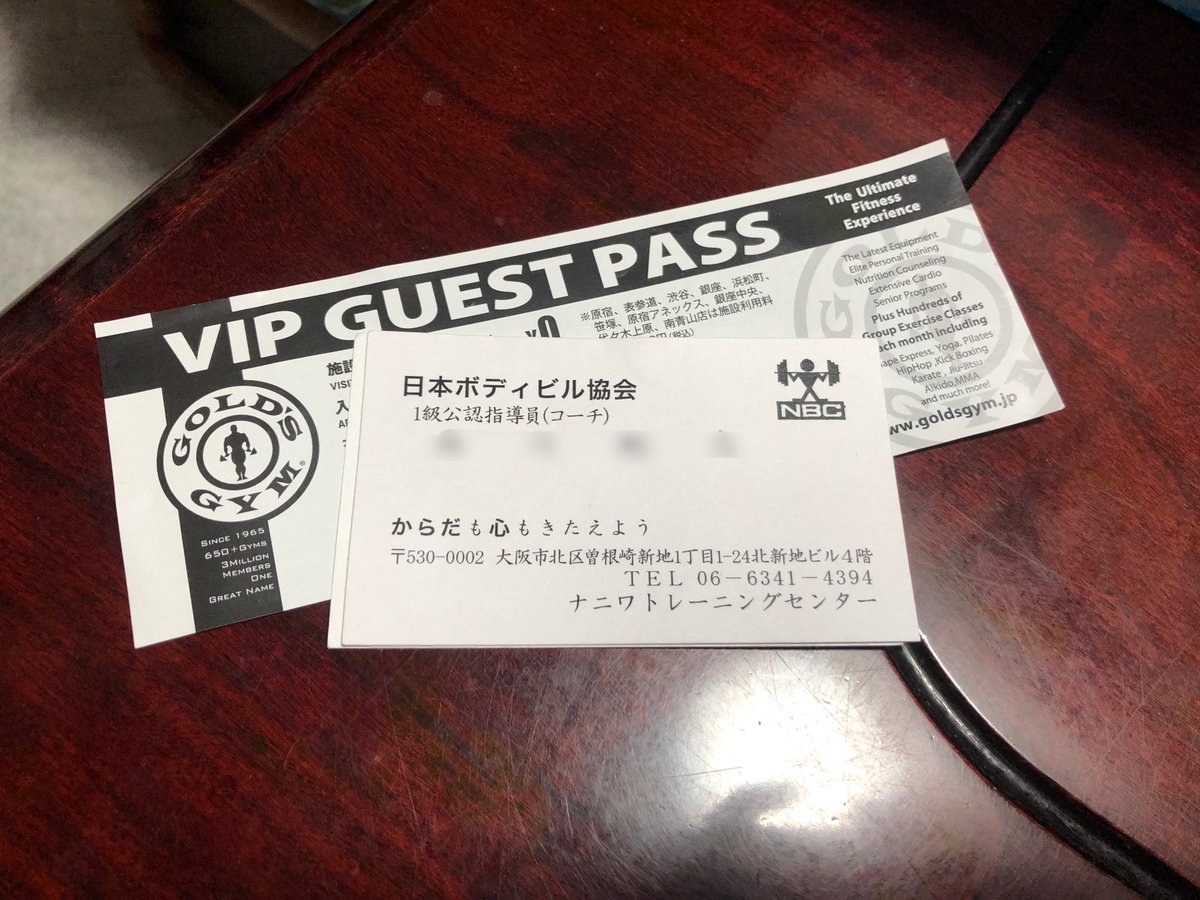 VIP GUEST PASS
The Ultimate
Fitness
Experience
The Latest Equipment
Elite Personal Training
Nutrition Counseling
Extensive Cardio
Senior Programs
Plus Hundreds of
Group Exercise Classes
each month including
HipHop ,Kick Boxing
Karate , Jiu-Jitsu
Aikido,MMA
and much more!
www.goldsgym.jp
※原宿、表参道、渋谷、銀座、浜松町、
笹塚、原宿アネックス、銀座中央、
代々木上原、南青山店は施設利用料
GOLD'S
GYM®
SINCE 1965
650+GYMS
3MILLION
MEMBERS
ONE
GREAT NAME
日本ボディビル協会
1級公認指導員(コーチ)
NBC
からだも心もきたえよう
〒530-0002 大阪市北区曽根崎新地1丁目1-24北新地ビル４階
ＴＥＬ ０６－６３４１－４３９４
ナニワトレーニングセンター